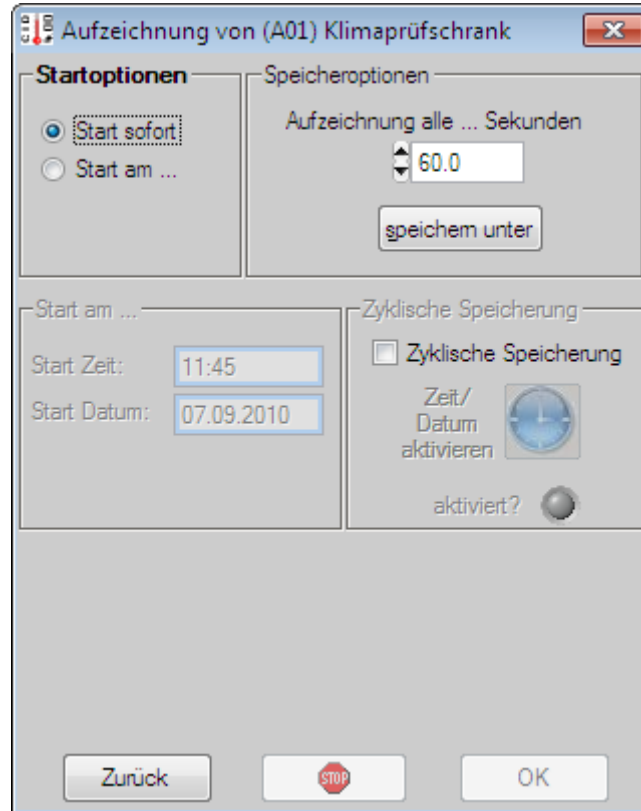 Aufzeichnung von (A01) Klimaprüfschrank
Startoptionen
Start sofort
Start am ...
Speicheroptionen
Aufzeichnung alle ... Sekunden
60.0
speichern unter
Start am ...
Start Zeit:
11:45
Start Datum:
07.09.2010
Zyklische Speicherung
Zyklische Speicherung
Zeit/
Datum
aktivieren
aktiviert?
Zurück
STOP
OK